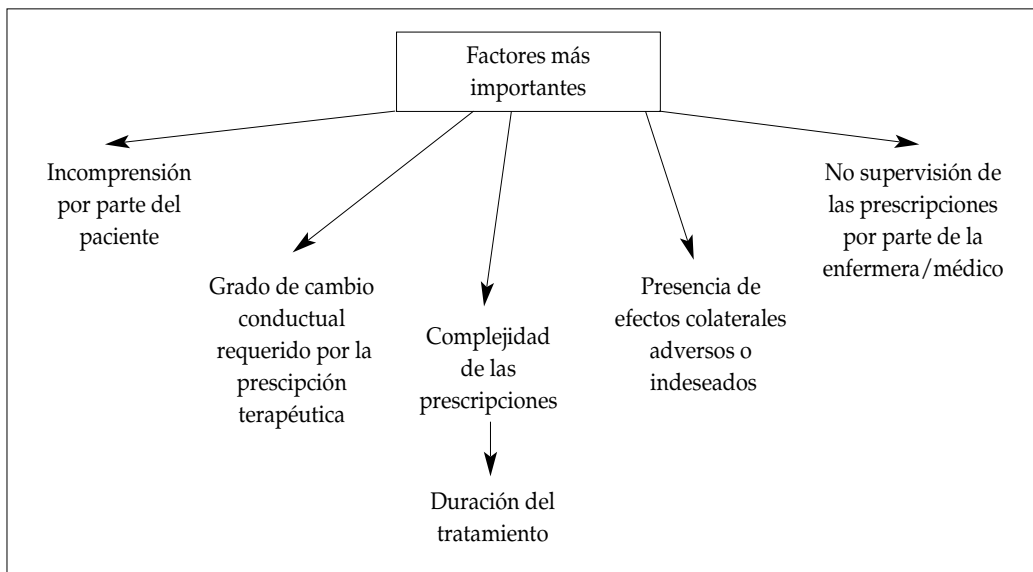 Factores más
importantes
Incomprensión
por parte del
paciente
Grado de cambio
conductual
requerido por la
prescipción
terapéutica
Complejidad
de las
prescripciones
Duración del
tratamiento
Presencia de
efectos colaterales
adversos o
indeseados
No supervisión de
las prescripciones
por parte de la
enfermera/médico